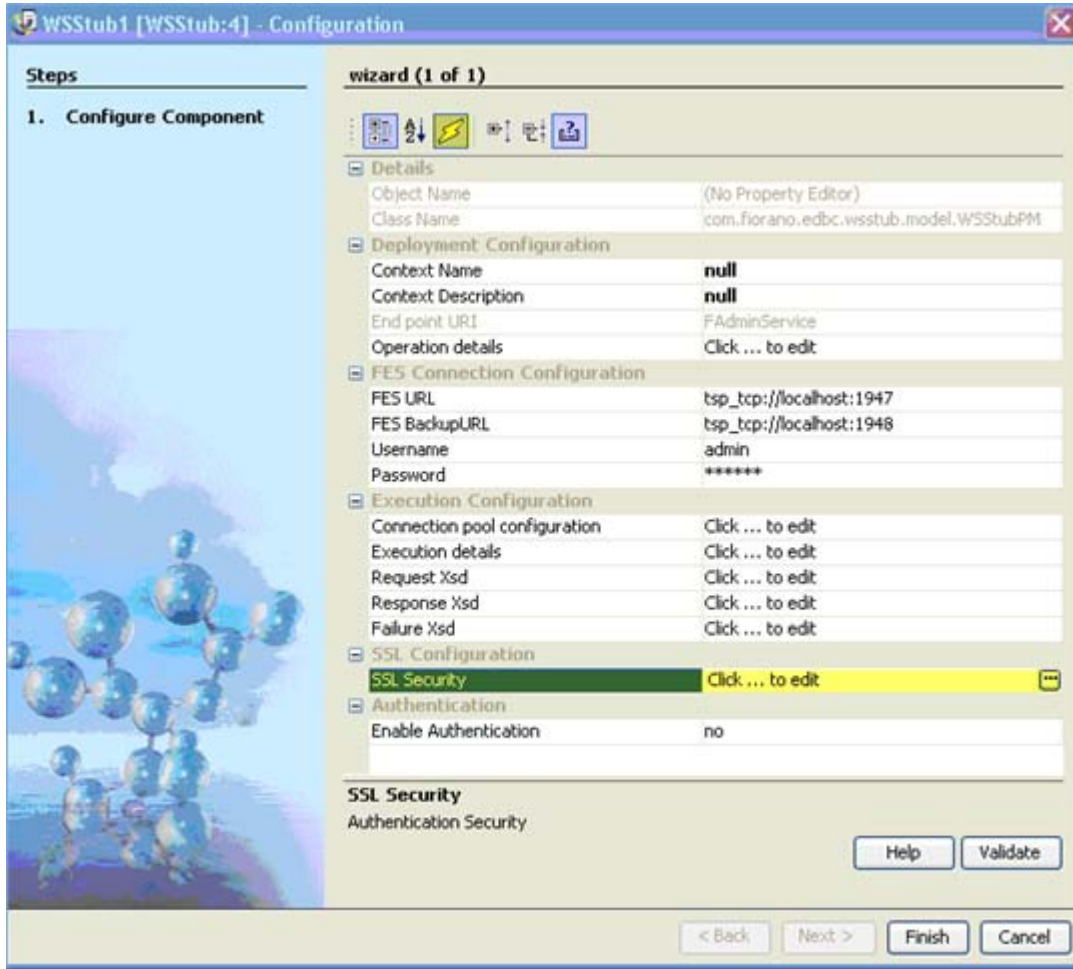 WSStub1 [WSStub:4] - Configuration
Steps
1. Configure Component
wizard (1 of 1)
Details
Object Name (No Property Editor)
Class Name com.fiorano.edbc.wsstub.model.WSStubPM
Deployment Configuration
Context Name null
Context Description null
End point URI FAdminService
Operation details Click ... to edit
FES Connection Configuration
FES URL tsp_tcp://localhost:1947
FES BackupURL tsp_tcp://localhost:1948
Username admin
Password ******
Execution Configuration
Connection pool configuration Click ... to edit
Execution details Click ... to edit
Request Xsd Click ... to edit
Response Xsd Click ... to edit
Failure Xsd Click ... to edit
SSL Configuration
SSL Security Click ... to edit
Authentication
Enable Authentication no
SSL Security
Authentication Security
Help Validate
< Back Next > Finish Cancel